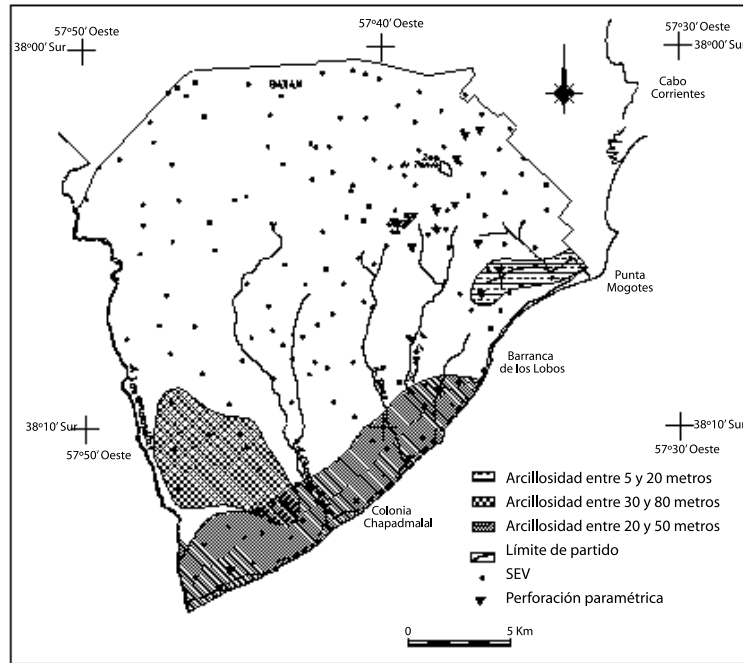 57º50′ Oeste
57º40′ Oeste
57º30′ Oeste
38º00′ Sur
38º00′ Sur
Cabo
Corrientes
BATAN
Punta
Mogotes
Barranca
de los Lobos
38º10′ Sur
38º10′ Sur
57º50′ Oeste
57º30′ Oeste
Colonia
Chapadmalal
Arcillosidad entre 5 y 20 metros
Arcillosidad entre 30 y 80 metros
Arcillosidad entre 20 y 50 metros
Límite de partido
SEV
Perforación paramétrica
0 5 Km